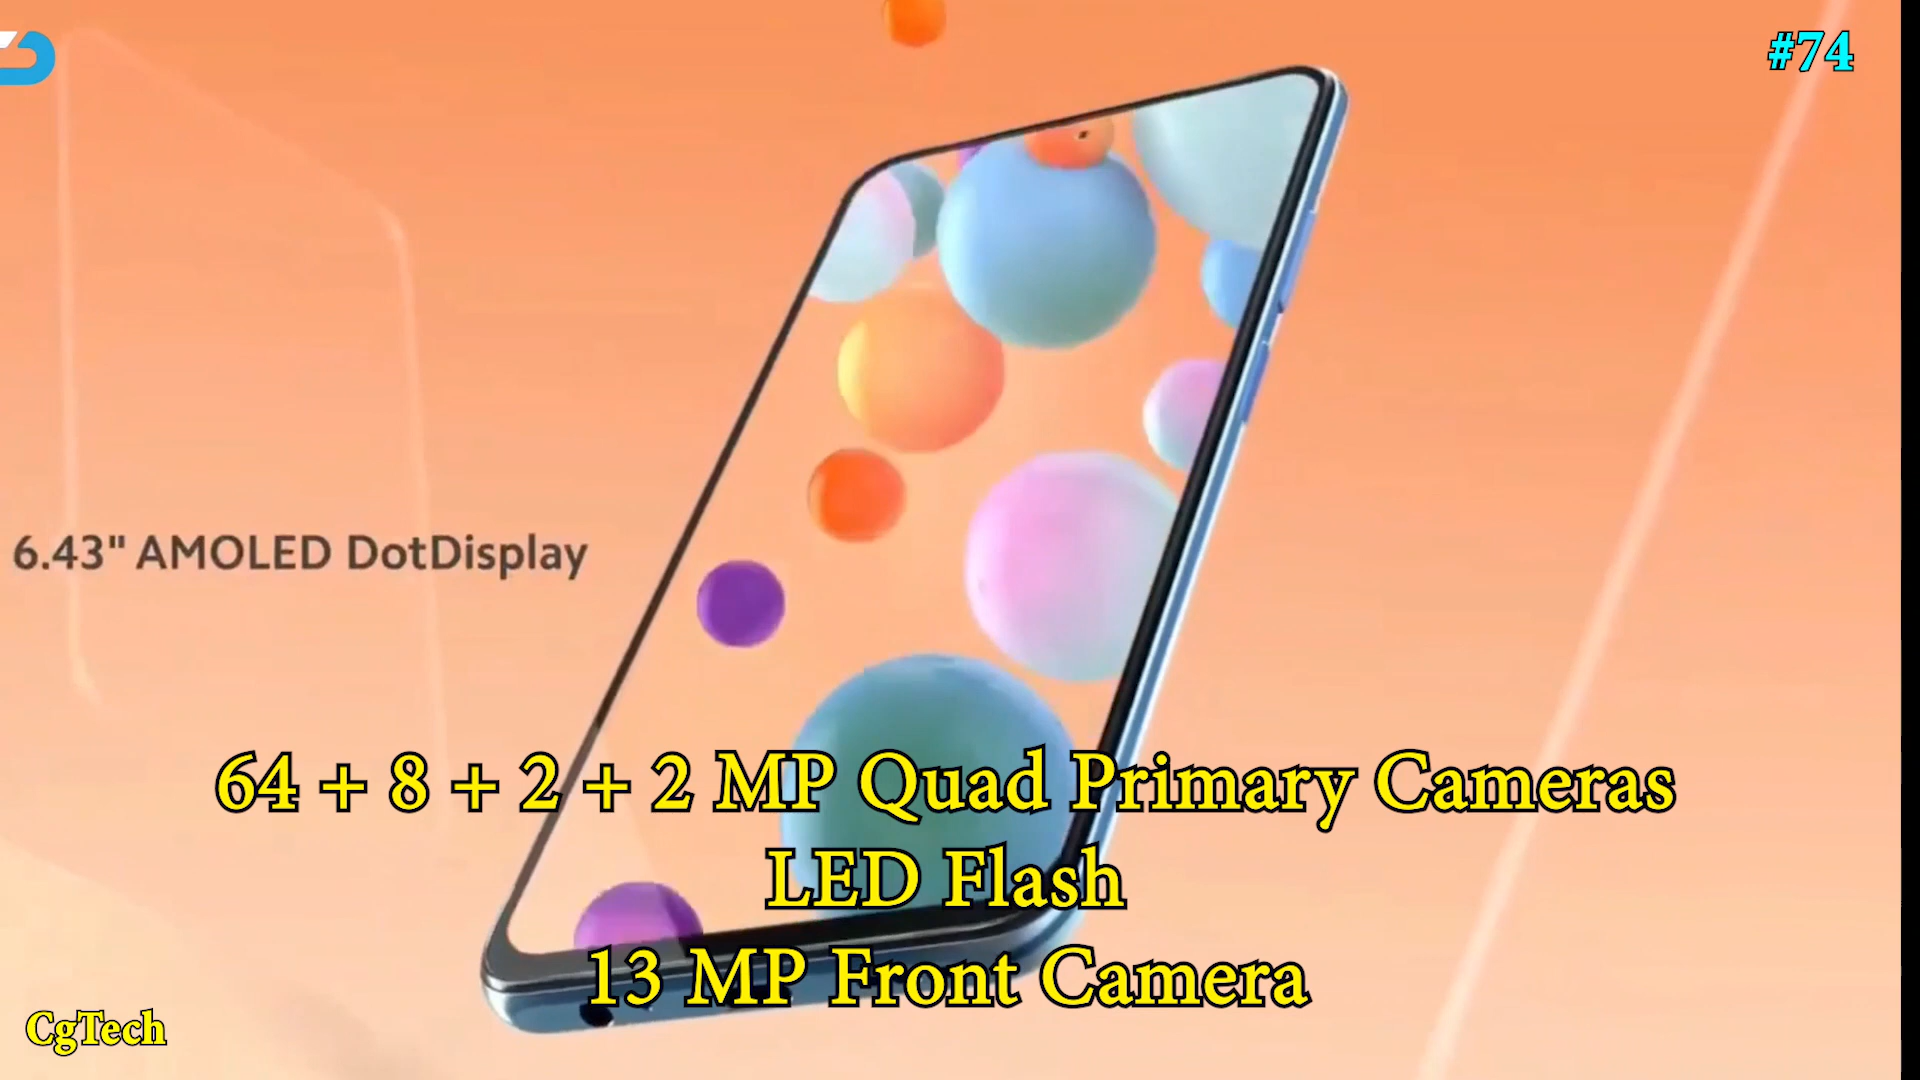 #74
6.43" AMOLED DotDisplay
64 + 8 + 2 + 2 MP Quad Primary Cameras
LED Flash
13 MP Front Camera
CgTech